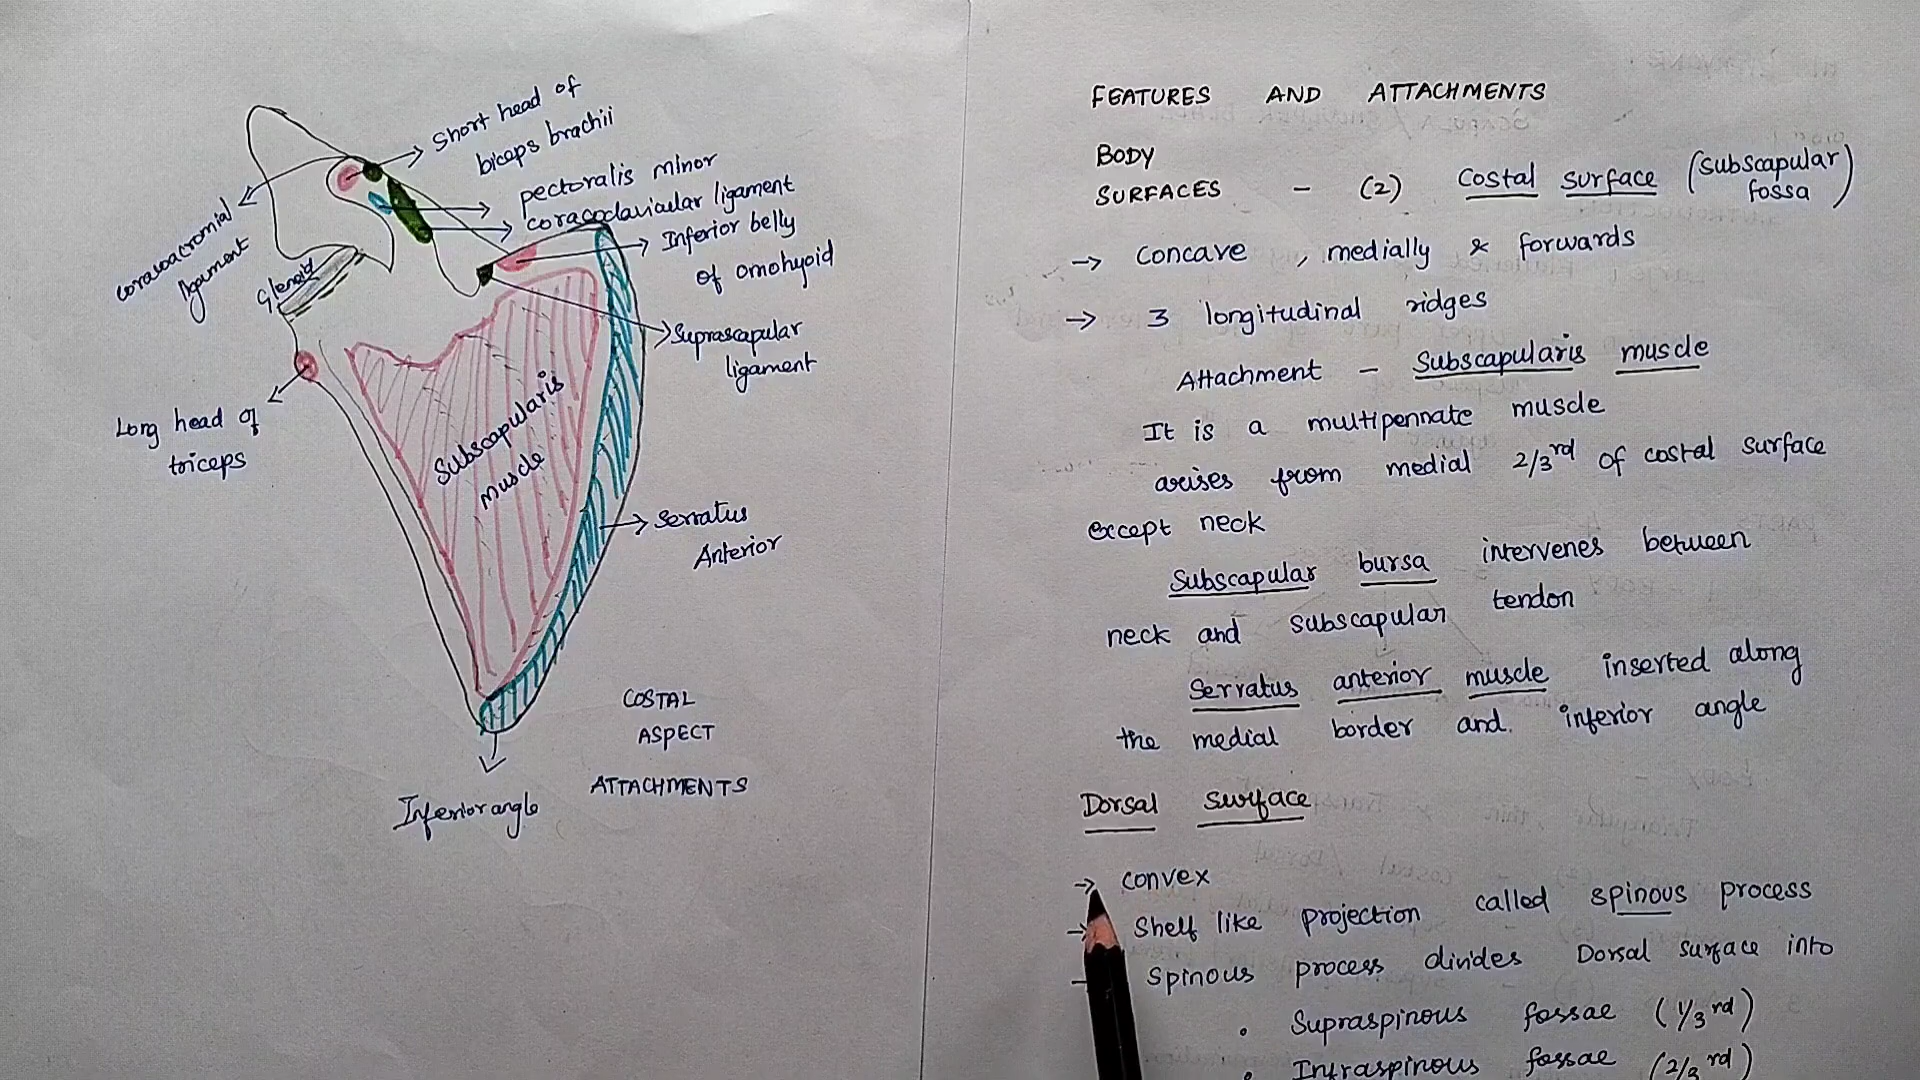 Short head of
biceps brachii
pectoralis minor
coracoclavicular ligament
Inferior belly
of omohyoid
coracoacromial
ligament
Glenoid
Suprascapular
ligament
Long head of
triceps
Subscapularis
muscle
Serratus
Anterior
COSTAL
ASPECT
ATTACHMENTS
Inferior angle
FEATURES AND ATTACHMENTS
BODY
SURFACES - (2) Costal surface (subscapular
fossa)
→ Concave , medially & forwards
→ 3 longitudinal ridges
Attachment - Subscapularis muscle
It is a multipennate muscle
arises from medial 2/3rd of costal surface
except neck
Subscapular bursa intervenes between
neck and subscapular tendon
Serratus anterior muscle inserted along
the medial border and. inferior angle
Dorsal surface
→ convex
→ Shelf like projection called spinous process
Spinous process divides Dorsal surface into
• Supraspinous fossae (1/3rd)
• Infraspinous fossae (2/3rd)